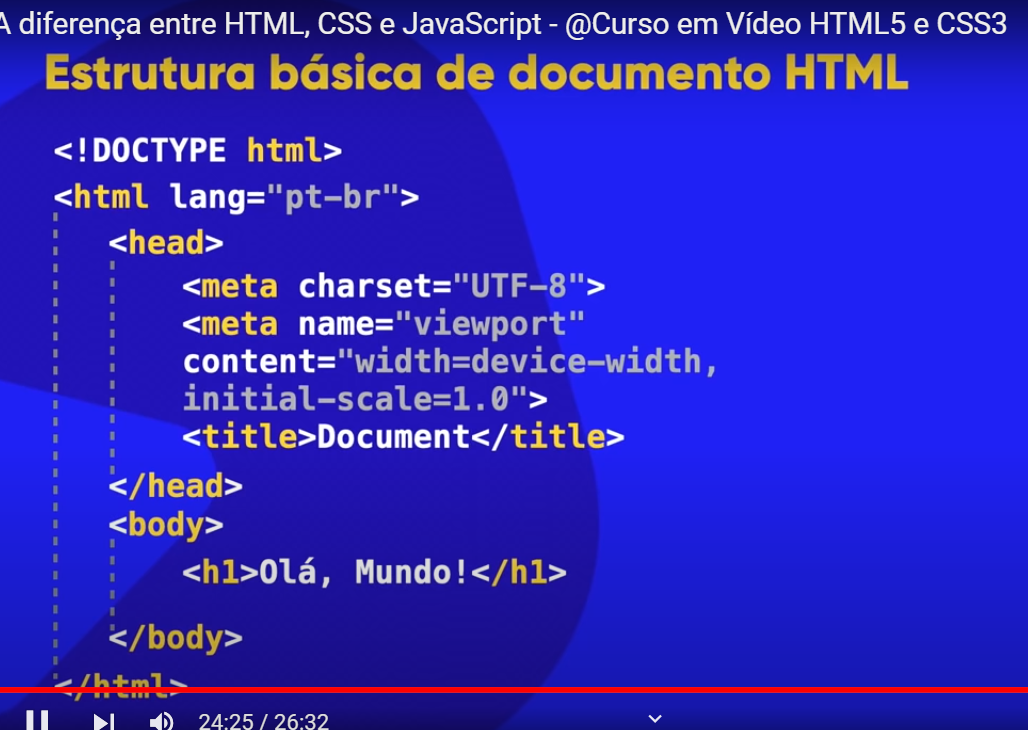 A diferença entre HTML, CSS e JavaScript - @Curso em Vídeo HTML5 e CSS3
Estrutura básica de documento HTML
<!DOCTYPE html>
<html lang="pt-br">
<head>
<meta charset="UTF-8">
<meta name="viewport"
content="width=device-width,
initial-scale=1.0">
<title>Document</title>
</head>
<body>
<h1>Olá, Mundo!</h1>
</body>
</html>
24:25 / 26:32